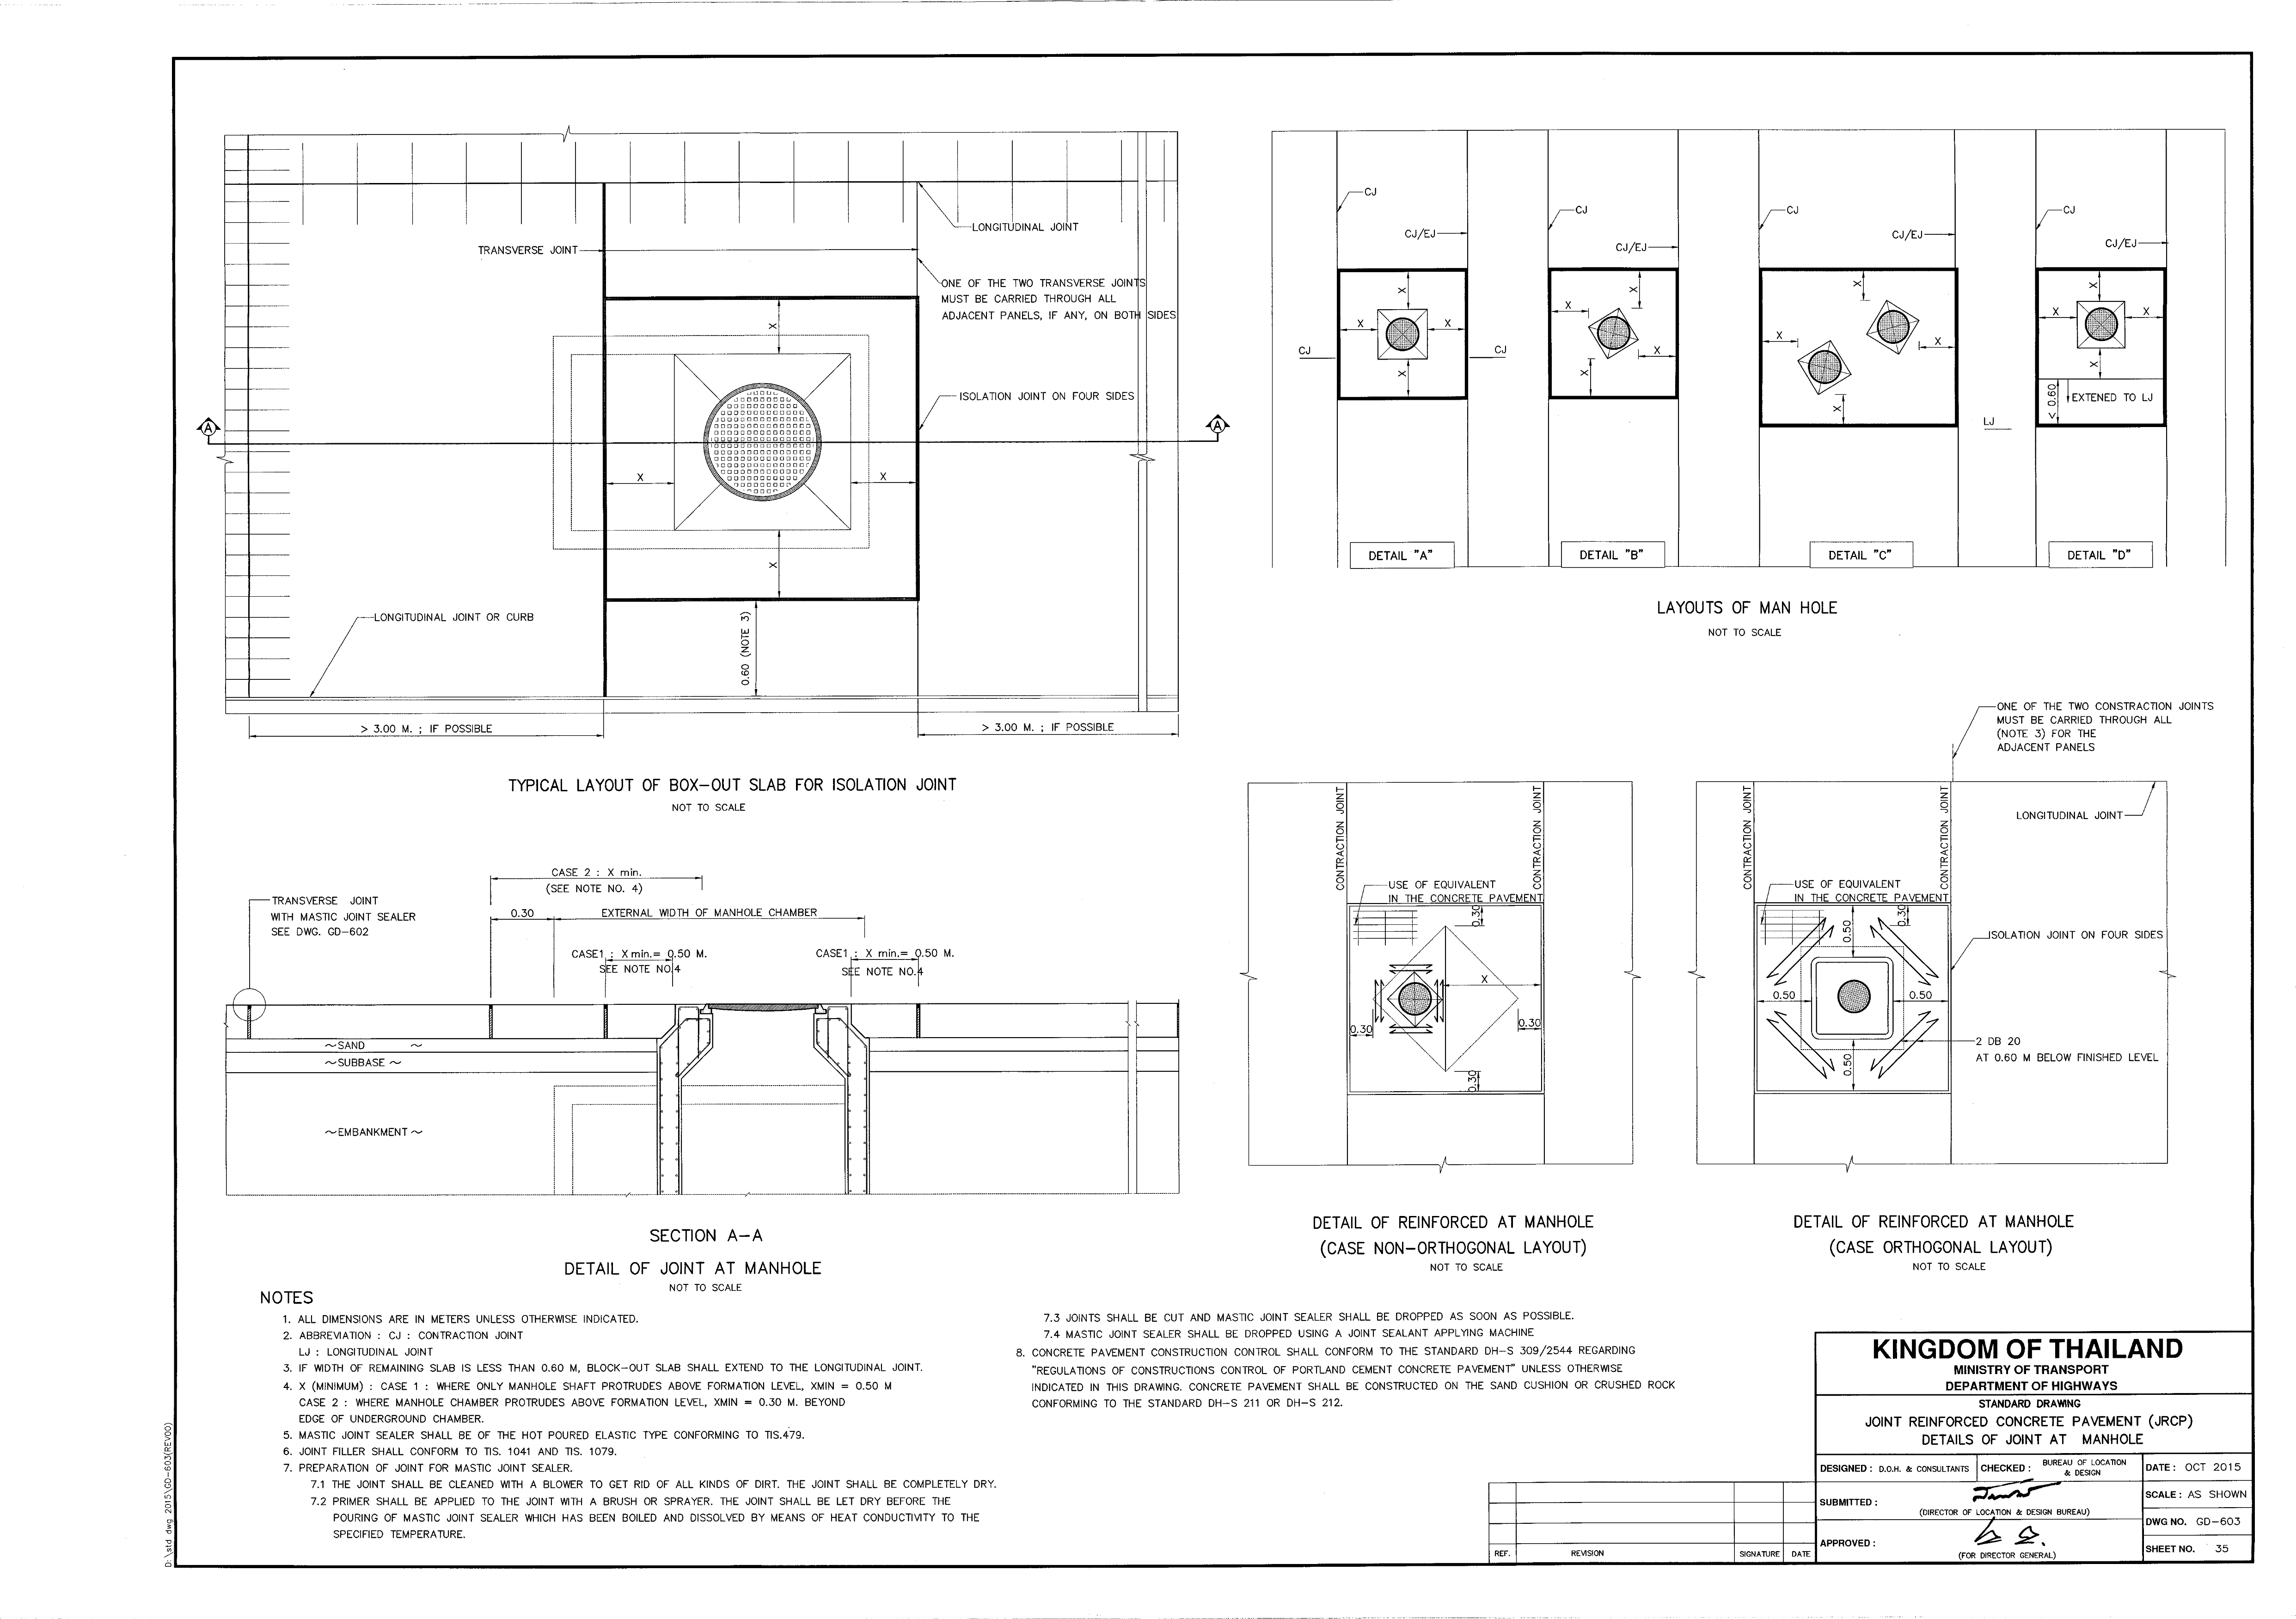 LONGITUDINAL JOINT
TRANSVERSE JOINT
ONE OF THE TWO TRANSVERSE JOINTS
MUST BE CARRIED THROUGH ALL
ADJACENT PANELS, IF ANY, ON BOTH SIDES
X
ISOLATION JOINT ON FOUR SIDES
A
A
X
X
X
LONGITUDINAL JOINT OR CURB
0.60 (NOTE 3)
> 3.00 M. ; IF POSSIBLE
> 3.00 M. ; IF POSSIBLE
TYPICAL LAYOUT OF BOX-OUT SLAB FOR ISOLATION JOINT
NOT TO SCALE
CJ
CJ/EJ
X
X
X
X
CJ
CJ
DETAIL "A"
CJ
CJ/EJ
X
X
X
X
DETAIL "B"
CJ
CJ/EJ
X
X
X
X
DETAIL "C"
CJ
CJ/EJ
X
X
X
X
< 0.60
EXTENED TO LJ
LJ
DETAIL "D"
LAYOUTS OF MAN HOLE
NOT TO SCALE
CASE 2 : X min.
(SEE NOTE NO. 4)
TRANSVERSE JOINT
WITH MASTIC JOINT SEALER
SEE DWG. GD-602
0.30
EXTERNAL WIDTH OF MANHOLE CHAMBER
CASE1 : X min.= 0.50 M.
SEE NOTE NO.4
CASE1 : X min.= 0.50 M.
SEE NOTE NO.4
~SAND ~
~SUBBASE ~
~EMBANKMENT ~
SECTION A-A
DETAIL OF JOINT AT MANHOLE
NOT TO SCALE
CONTRACTION JOINT
CONTRACTION JOINT
USE OF EQUIVALENT
IN THE CONCRETE PAVEMENT
0.30
X
0.30
0.30
0.30
DETAIL OF REINFORCED AT MANHOLE
(CASE NON-ORTHOGONAL LAYOUT)
NOT TO SCALE
ONE OF THE TWO CONSTRACTION JOINTS
MUST BE CARRIED THROUGH ALL
(NOTE 3) FOR THE
ADJACENT PANELS
CONTRACTION JOINT
CONTRACTION JOINT
LONGITUDINAL JOINT
USE OF EQUIVALENT
IN THE CONCRETE PAVEMENT
0.30
0.50
ISOLATION JOINT ON FOUR SIDES
0.50
0.50
0.50
2 DB 20
AT 0.60 M BELOW FINISHED LEVEL
DETAIL OF REINFORCED AT MANHOLE
(CASE ORTHOGONAL LAYOUT)
NOT TO SCALE
NOTES
1. ALL DIMENSIONS ARE IN METERS UNLESS OTHERWISE INDICATED.
2. ABBREVIATION : CJ : CONTRACTION JOINT
LJ : LONGITUDINAL JOINT
3. IF WIDTH OF REMAINING SLAB IS LESS THAN 0.60 M, BLOCK-OUT SLAB SHALL EXTEND TO THE LONGITUDINAL JOINT.
4. X (MINIMUM) : CASE 1 : WHERE ONLY MANHOLE SHAFT PROTRUDES ABOVE FORMATION LEVEL, XMIN = 0.50 M
CASE 2 : WHERE MANHOLE CHAMBER PROTRUDES ABOVE FORMATION LEVEL, XMIN = 0.30 M. BEYOND
EDGE OF UNDERGROUND CHAMBER.
5. MASTIC JOINT SEALER SHALL BE OF THE HOT POURED ELASTIC TYPE CONFORMING TO TIS.479.
6. JOINT FILLER SHALL CONFORM TO TIS. 1041 AND TIS. 1079.
7. PREPARATION OF JOINT FOR MASTIC JOINT SEALER.
7.1 THE JOINT SHALL BE CLEANED WITH A BLOWER TO GET RID OF ALL KINDS OF DIRT. THE JOINT SHALL BE COMPLETELY DRY.
7.2 PRIMER SHALL BE APPLIED TO THE JOINT WITH A BRUSH OR SPRAYER. THE JOINT SHALL BE LET DRY BEFORE THE
POURING OF MASTIC JOINT SEALER WHICH HAS BEEN BOILED AND DISSOLVED BY MEANS OF HEAT CONDUCTIVITY TO THE
SPECIFIED TEMPERATURE.
7.3 JOINTS SHALL BE CUT AND MASTIC JOINT SEALER SHALL BE DROPPED AS SOON AS POSSIBLE.
7.4 MASTIC JOINT SEALER SHALL BE DROPPED USING A JOINT SEALANT APPLYING MACHINE
8. CONCRETE PAVEMENT CONSTRUCTION CONTROL SHALL CONFORM TO THE STANDARD DH-S 309/2544 REGARDING
"REGULATIONS OF CONSTRUCTIONS CONTROL OF PORTLAND CEMENT CONCRETE PAVEMENT" UNLESS OTHERWISE
INDICATED IN THIS DRAWING. CONCRETE PAVEMENT SHALL BE CONSTRUCTED ON THE SAND CUSHION OR CRUSHED ROCK
CONFORMING TO THE STANDARD DH-S 211 OR DH-S 212.
REF. REVISION SIGNATURE DATE
KINGDOM OF THAILAND
MINISTRY OF TRANSPORT
DEPARTMENT OF HIGHWAYS
STANDARD DRAWING
JOINT REINFORCED CONCRETE PAVEMENT (JRCP)
DETAILS OF JOINT AT MANHOLE
DESIGNED : D.O.H. & CONSULTANTS
CHECKED : BUREAU OF LOCATION
& DESIGN
DATE : OCT 2015
SUBMITTED :
(DIRECTOR OF LOCATION & DESIGN BUREAU)
SCALE : AS SHOWN
DWG NO. GD-603
APPROVED :
(FOR DIRECTOR GENERAL)
SHEET NO. 35
D:\std dwg 2015\GD-603(REV00)